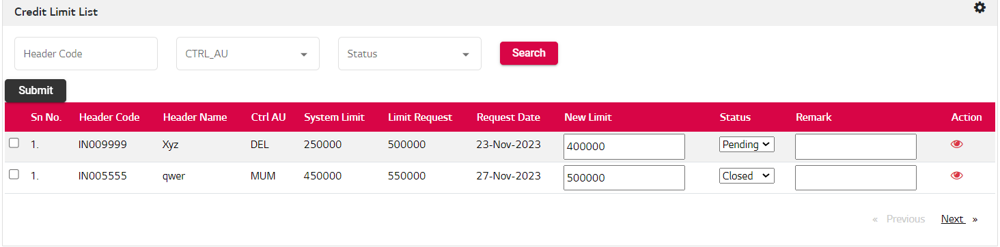 Credit Limit List
Header Code CTRL_AU Status Search
Submit
Sn No. Header Code Header Name Ctrl AU System Limit Limit Request Request Date New Limit Status Remark Action
1. IN009999 Xyz DEL 250000 500000 23-Nov-2023 400000 Pending
1. IN005555 qwer MUM 450000 550000 27-Nov-2023 500000 Closed
« Previous Next »